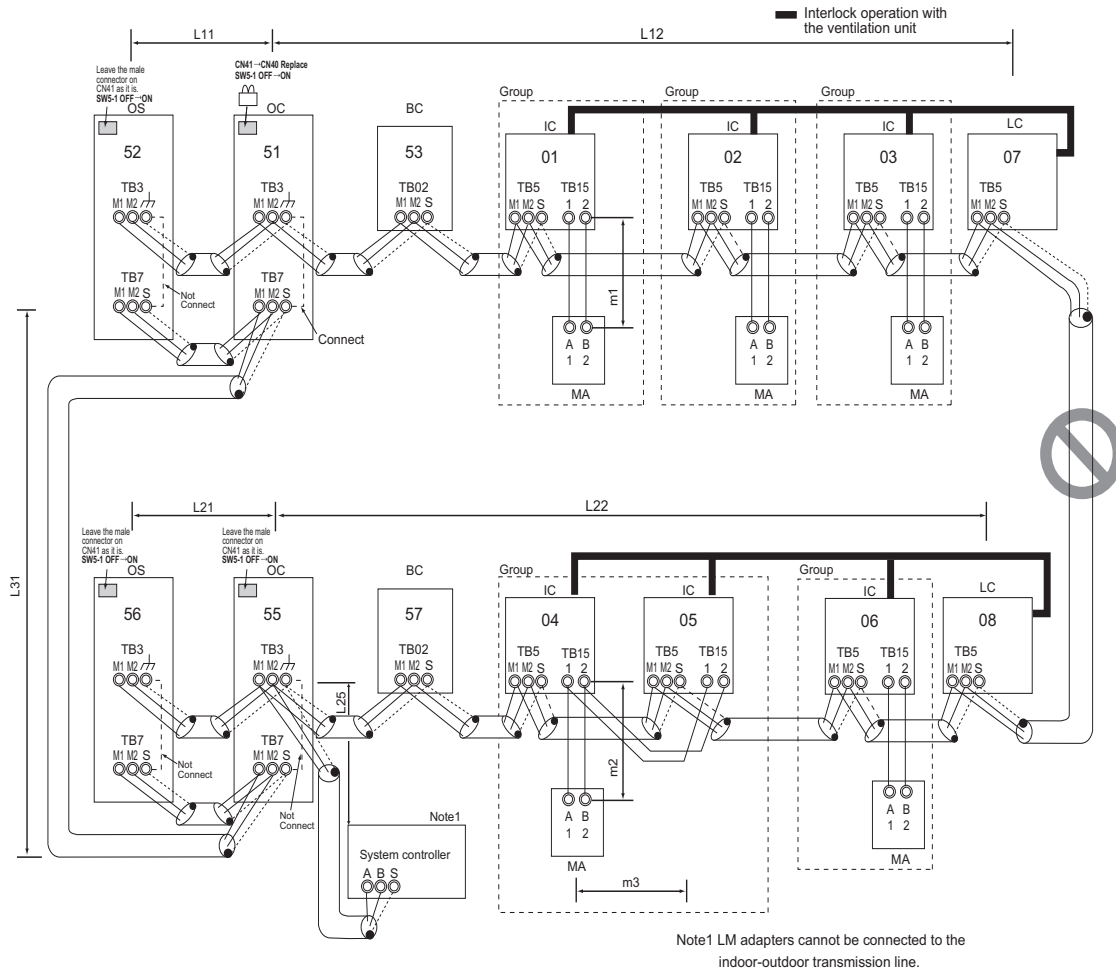 Interlock operation with
the ventilation unit
L11
L12
Leave the male
connector on
CN41 as it is.
SW5-1 OFF→ON
CN41→CN40 Replace
SW5-1 OFF→ON
OS
OC
BC
Group
Group
Group
IC
IC
IC
LC
52
51
53
01
02
03
07
TB3
M1 M2
TB3
M1 M2
TB02
M1 M2 S
TB5
M1 M2 S
TB15
1 2
TB5
M1 M2 S
TB15
1 2
TB5
M1 M2 S
TB15
1 2
TB5
M1 M2 S
TB7
M1 M2 S
Not
Connect
TB7
M1 M2 S
Connect
m1
A B
1 2
MA
A B
1 2
MA
A B
1 2
MA
L31
L21
L22
Leave the male
connector on
CN41 as it is.
SW5-1 OFF→ON
Leave the male
connector on
CN41 as it is.
SW5-1 OFF→ON
OS
OC
BC
Group
Group
IC
IC
IC
LC
56
55
57
04
05
06
08
TB3
M1 M2
TB3
M1 M2
TB02
M1 M2 S
TB5
M1 M2 S
TB15
1 2
TB5
M1 M2 S
TB15
1 2
TB5
M1 M2 S
TB15
1 2
TB5
M1 M2 S
L25
TB7
M1 M2 S
Not
Connect
TB7
M1 M2 S
Not
Connect
m2
A B
1 2
MA
A B
1 2
MA
Note1
System controller
A B S
m3
Note1 LM adapters cannot be connected to the
indoor-outdoor transmission line.